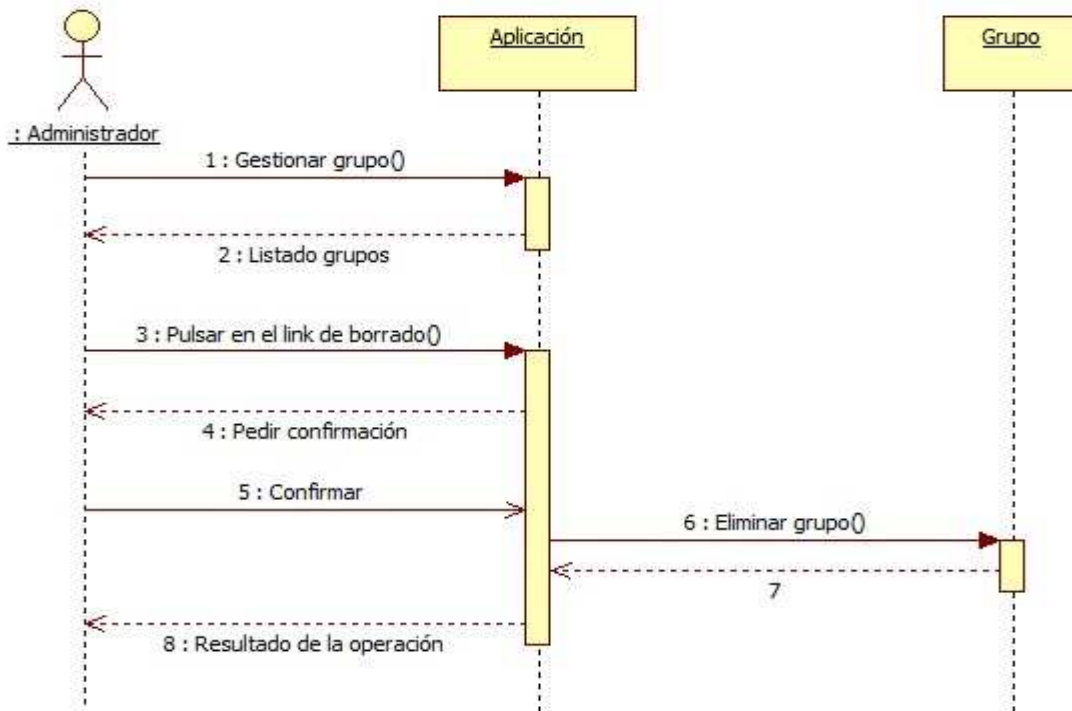 Aplicación
Grupo
: Administrador
1 : Gestionar grupo()
2 : Listado grupos
3 : Pulsar en el link de borrado()
4 : Pedir confirmación
5 : Confirmar
6 : Eliminar grupo()
7
8 : Resultado de la operación